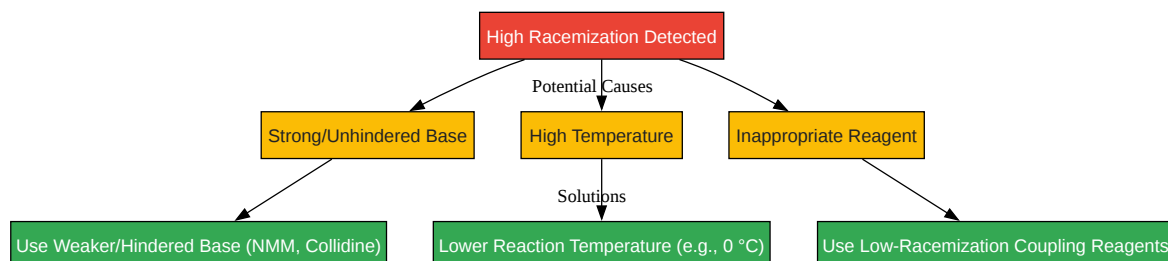 High Racemization Detected
Potential Causes
Strong/Unhindered Base
High Temperature
Inappropriate Reagent
Solutions
Use Weaker/Hindered Base (NMM, Collidine)
Lower Reaction Temperature (e.g., 0 °C)
Use Low-Racemization Coupling Reagents